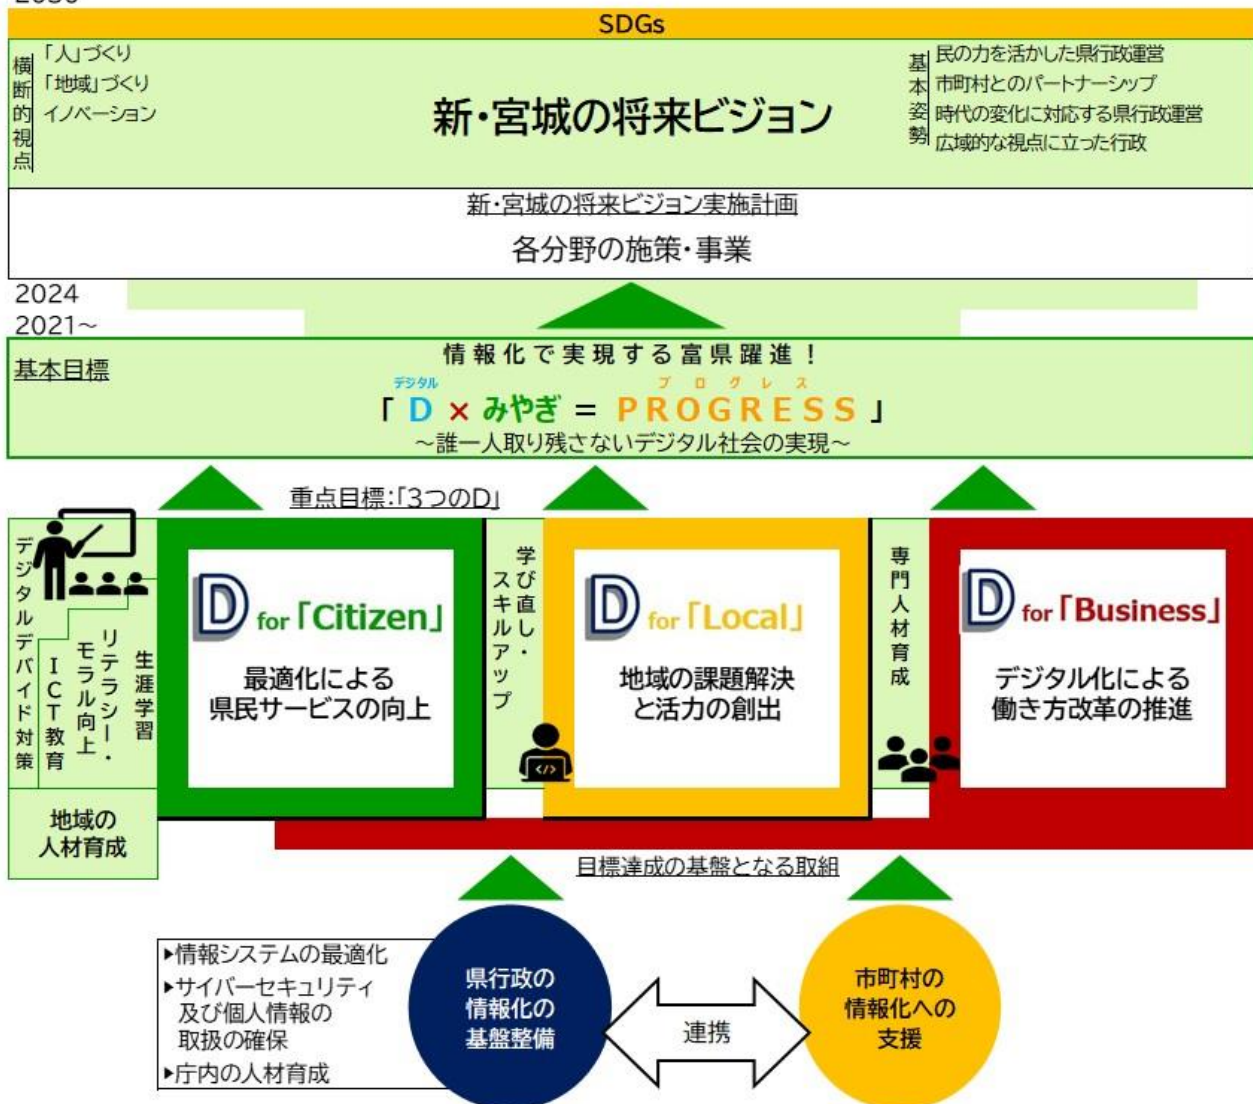 2030
SDGs
横断的視点
「人」づくり
「地域」づくり
イノベーション
新・宮城の将来ビジョン
基本姿勢
民の力を活かした県行政運営
市町村とのパートナーシップ
時代の変化に対応する県行政運営
広域的な視点に立った行政
新・宮城の将来ビジョン実施計画
各分野の施策・事業
2024
2021～
基本目標
情報化で実現する富県躍進！
デジタル プログレス
「D×みやぎ=PROGRESS」
～誰一人取り残さないデジタル社会の実現～
重点目標:「3つのD」
デジタルデバイド対策
ICT教育
リテラシー・
モラル向上
生涯学習
地域の
人材育成
D for「Citizen」
最適化による
県民サービスの向上
学び直し・
スキルアップ
</>
D for「Local」
地域の課題解決
と活力の創出
専門人材育成
D for「Business」
デジタル化による
働き方改革の推進
目標達成の基盤となる取組
▶情報システムの最適化
▶サイバーセキュリティ
及び個人情報の
取扱の確保
▶庁内の人材育成
県行政の
情報化の
基盤整備
連携
市町村の
情報化への
支援